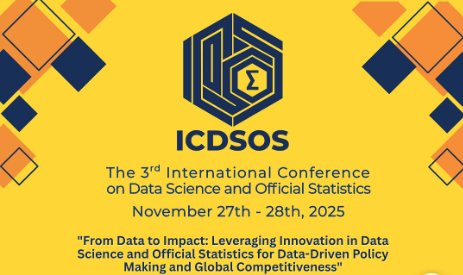 ICDSOS
The 3rd International Conference
on Data Science and Official Statistics
November 27th - 28th, 2025
"From Data to Impact: Leveraging Innovation in Data
Science and Official Statistics for Data-Driven Policy
Making and Global Competitiveness"